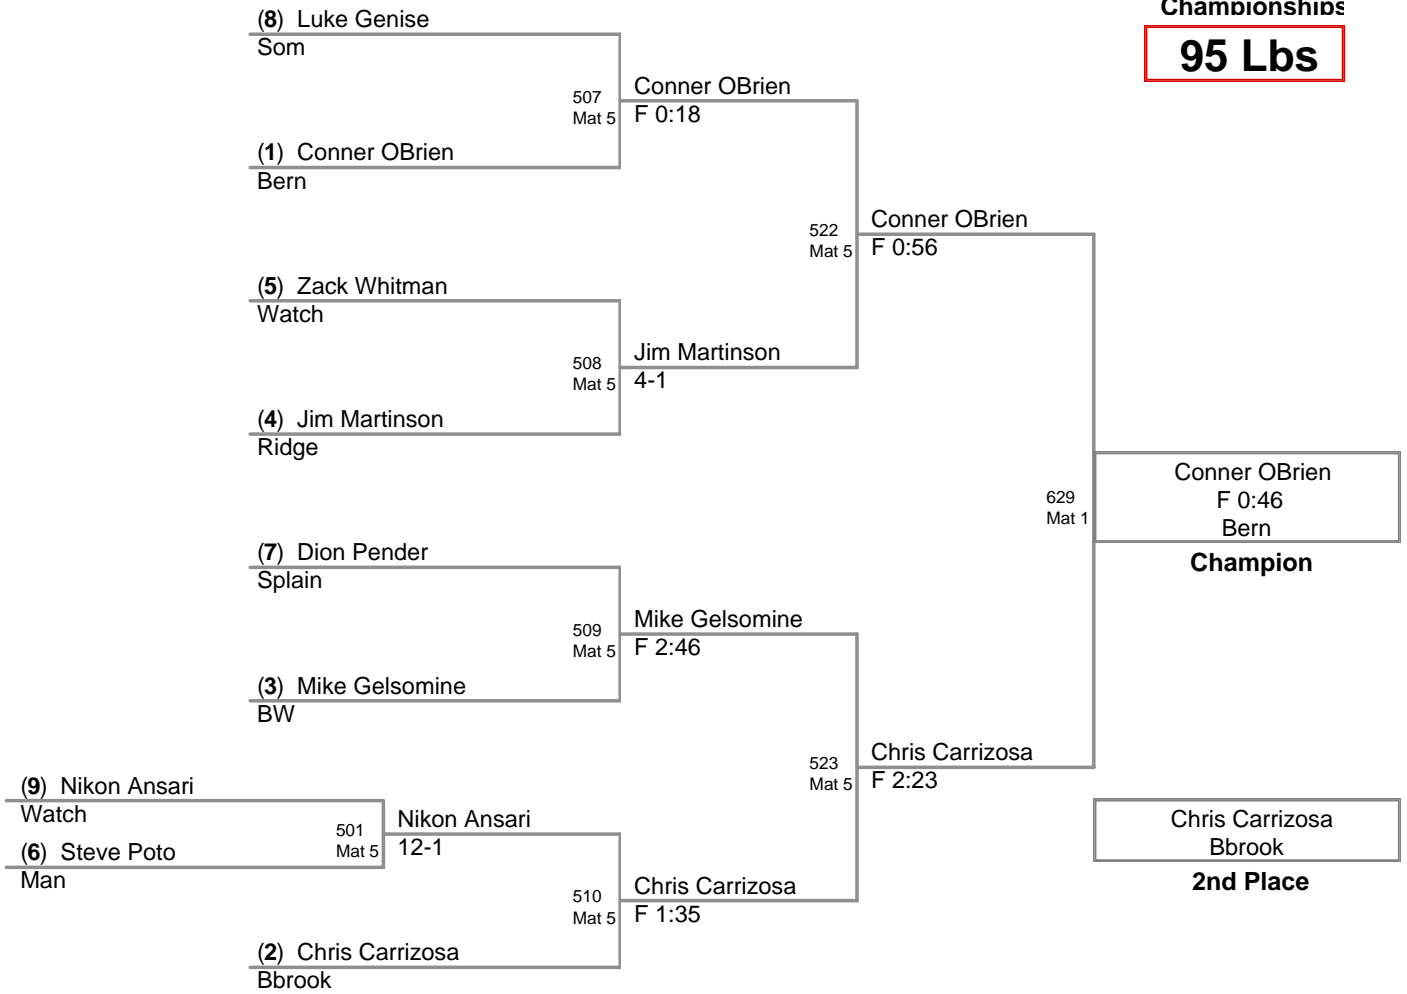 Championships
95 Lbs
(8) Luke Genise
Som
507
Mat 5
Conner OBrien
F 0:18
(1) Conner OBrien
Bern
522
Mat 5
Conner OBrien
F 0:56
(5) Zack Whitman
Watch
508
Mat 5
Jim Martinson
4-1
(4) Jim Martinson
Ridge
629
Mat 1
Conner OBrien
F 0:46
Bern
Champion
(7) Dion Pender
Splain
509
Mat 5
Mike Gelsomine
F 2:46
(3) Mike Gelsomine
BW
523
Mat 5
Chris Carrizosa
F 2:23
(9) Nikon Ansari
Watch
501
Mat 5
Nikon Ansari
12-1
(6) Steve Poto
Man
510
Mat 5
Chris Carrizosa
F 1:35
(2) Chris Carrizosa
Bbrook
Chris Carrizosa
Bbrook
2nd Place